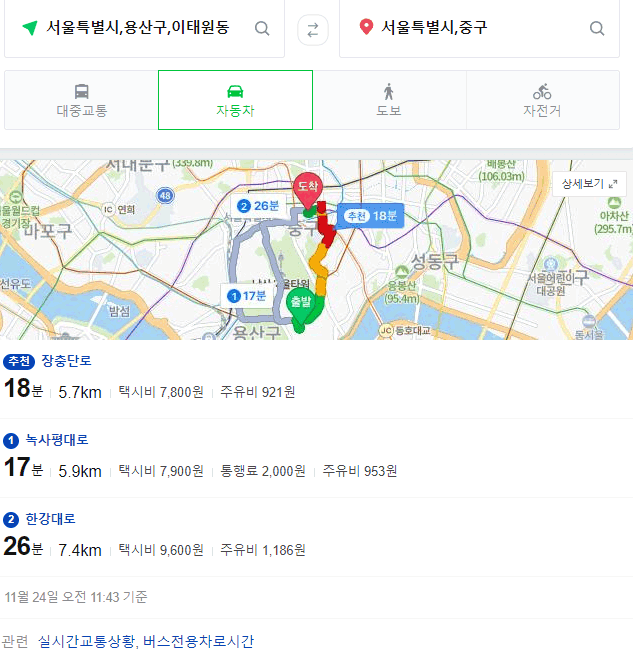 서울특별시,용산구,이태원동
서울특별시,중구
대중교통
자동차
도보
자전거
서대문구
(339.8m)
배봉산
(106.03m)
상세보기
48
도착
2 26분
추천 18분
IC 연희
마포구
중구
아차산
(295.7m)
성동구
응봉산
(95.4m)
서울어린이
대공원
선유도
밤섬
1 17분
출발
용산구
JC 동호대교
동서울
추천 장충단로
18분 5.7km 택시비 7,800원 주유비 921원
1 녹사평대로
17분 5.9km 택시비 7,900원 통행료 2,000원 주유비 953원
2 한강대로
26분 7.4km 택시비 9,600원 주유비 1,186원
11월 24일 오전 11:43 기준
관련 실시간교통상황, 버스전용차로시간